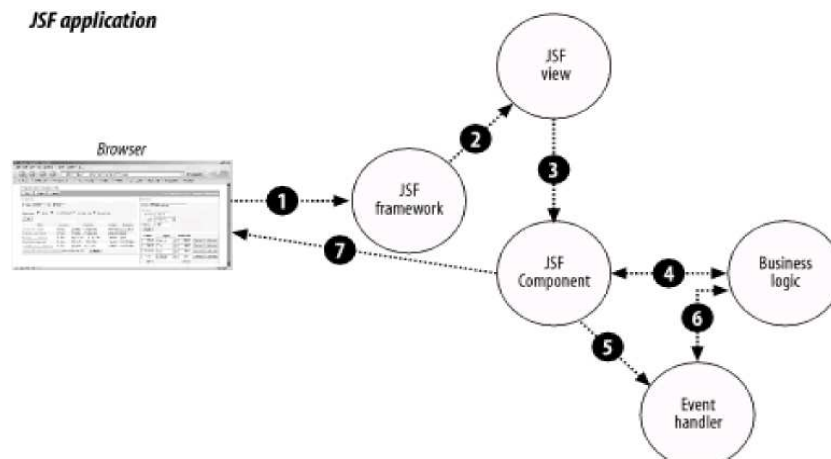 JSF application
Browser
JSF
view
JSF
framework
JSF
Component
Business
logic
Event
handler
1
2
3
4
5
6
7